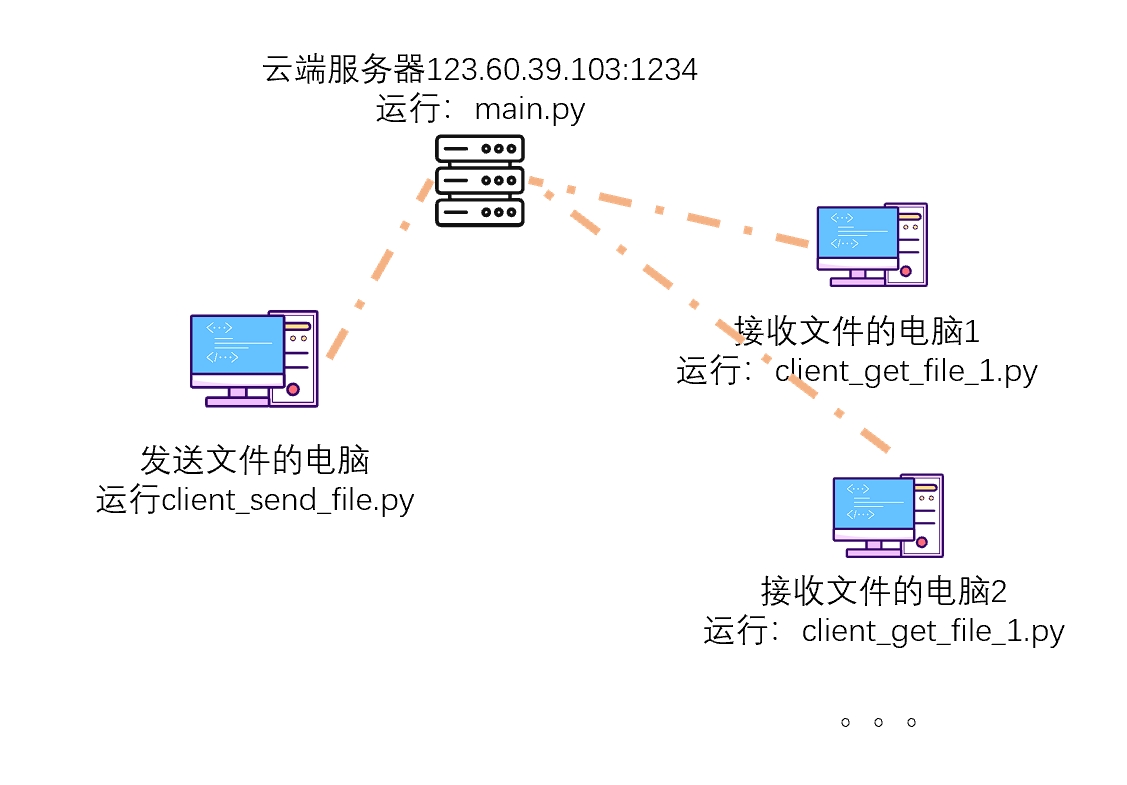 云端服务器123.60.39.103:1234
运行：main.py
接收文件的电脑1
运行：client_get_file_1.py
发送文件的电脑
运行client_send_file.py
接收文件的电脑2
运行：client_get_file_1.py
。。。